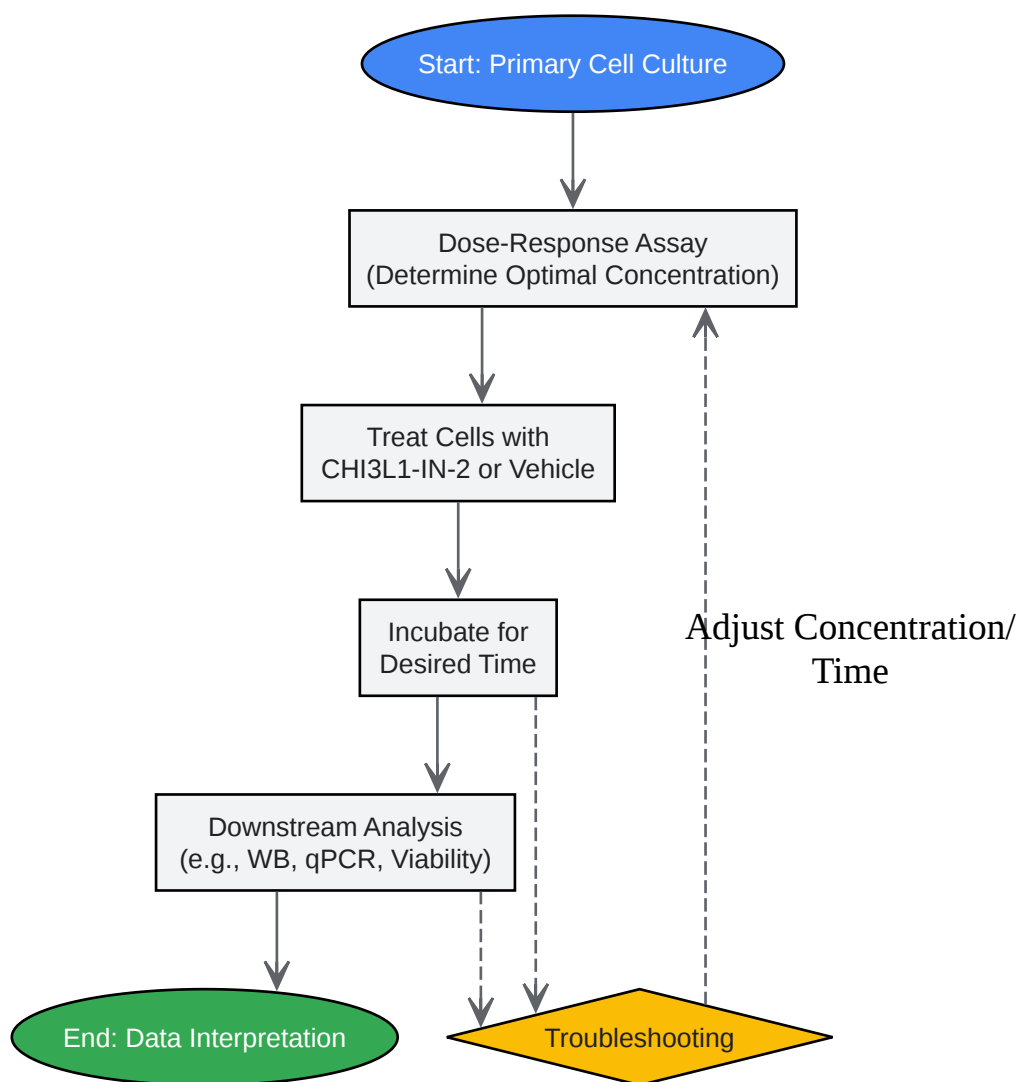 Start: Primary Cell Culture
Dose-Response Assay
(Determine Optimal Concentration)
Treat Cells with
CHI3L1-IN-2 or Vehicle
Incubate for
Desired Time
Adjust Concentration/
Time
Downstream Analysis
(e.g., WB, qPCR, Viability)
End: Data Interpretation
Troubleshooting